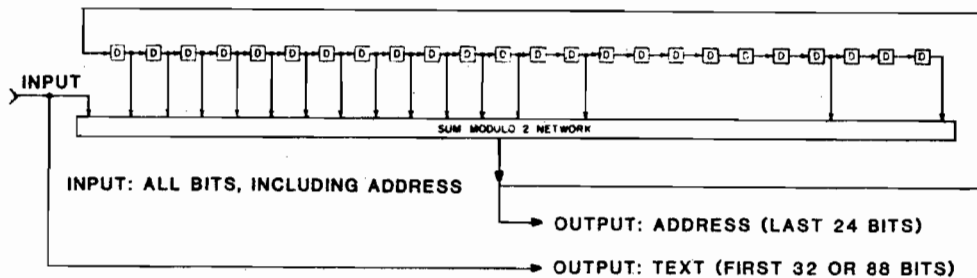 D D D D D D D D D D D D D D D D D D D D D D D D
INPUT
SUM MODULO 2 NETWORK
INPUT: ALL BITS, INCLUDING ADDRESS
OUTPUT: ADDRESS (LAST 24 BITS)
OUTPUT: TEXT (FIRST 32 OR 88 BITS)